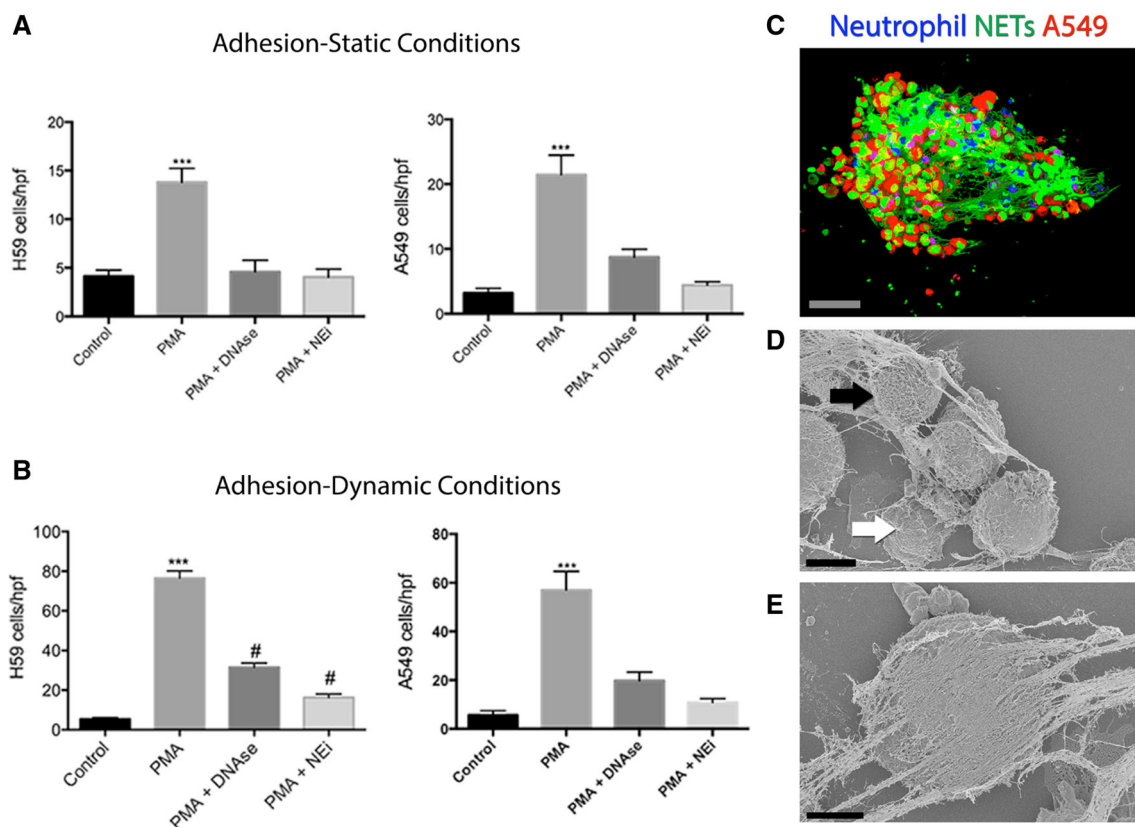 A
Adhesion-Static Conditions
H59 cells/hpf
20
15
10
5
0
***
Control
PMA
PMA + DNAse
PMA + NEi
A549 cells/hpf
30
20
10
0
***
Control
PMA
PMA + DNAse
PMA + NEi
B
Adhesion-Dynamic Conditions
H59 cells/hpf
100
80
60
40
20
0
***
#
#
Control
PMA
PMA + DNAse
PMA + NEi
A549 cells/hpf
80
60
40
20
0
***
Control
PMA
PMA + DNAse
PMA + NEi
C
Neutrophil NETs A549
D
E